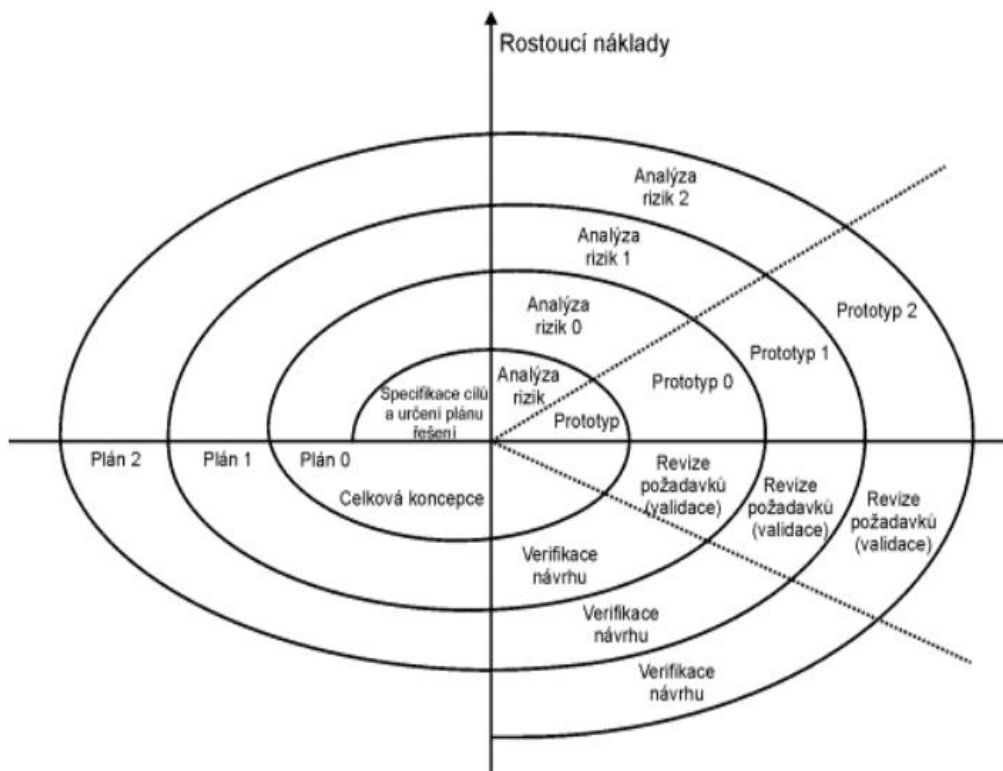 Rostoucí náklady
Analýza
rizik 2
Analýza
rizik 1
Analýza
rizik 0
Prototyp 2
Prototyp 1
Prototyp 0
Specifikace cílů
a určení plánu
řešení
Analýza
rizik
Prototyp
Plán 2
Plán 1
Plán 0
Celková koncepce
Revize
požadavků
(validace)
Revize
požadavků
(validace)
Revize
požadavků
(validace)
Verifikace
návrhu
Verifikace
návrhu
Verifikace
návrhu